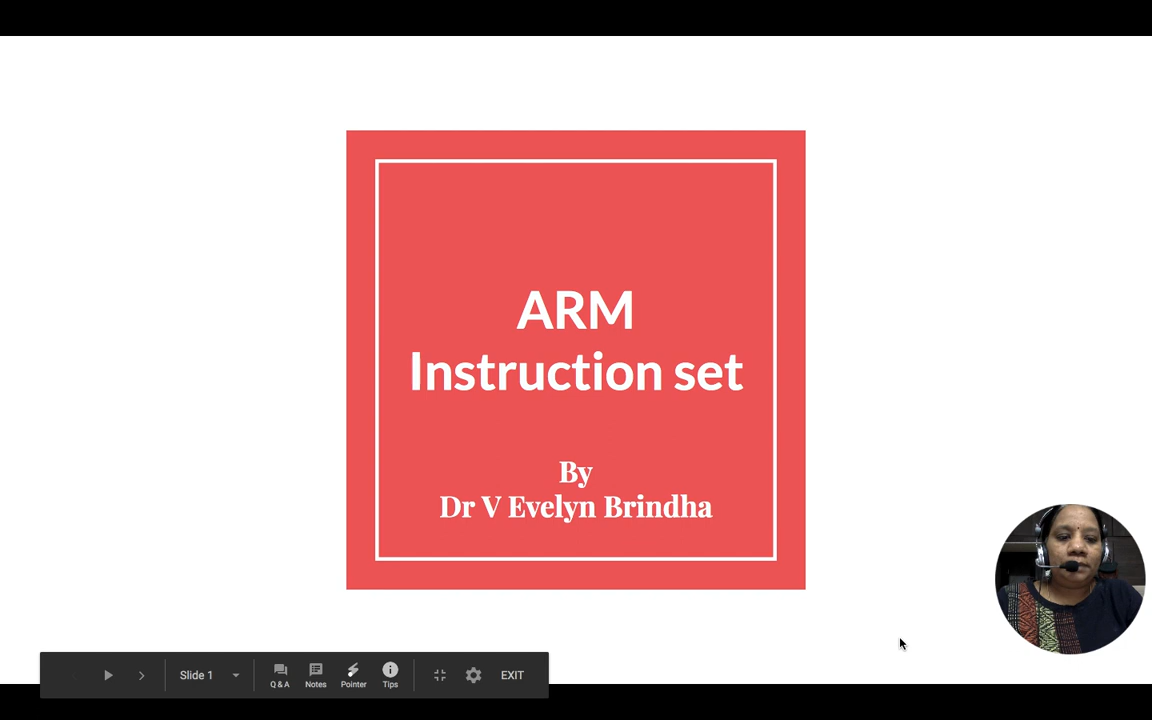 ARM
Instruction set
By
Dr V Evelyn Brindha
Slide 1
Q & A
Notes
Pointer
Tips
EXIT